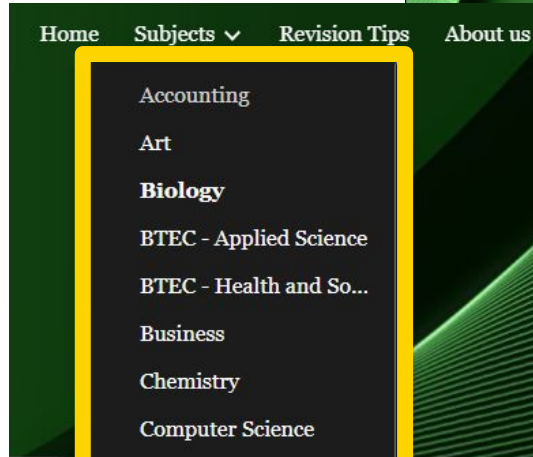 Home Subjects Revision Tips About us
Accounting
Art
Biology
BTEC - Applied Science
BTEC - Health and So...
Business
Chemistry
Computer Science